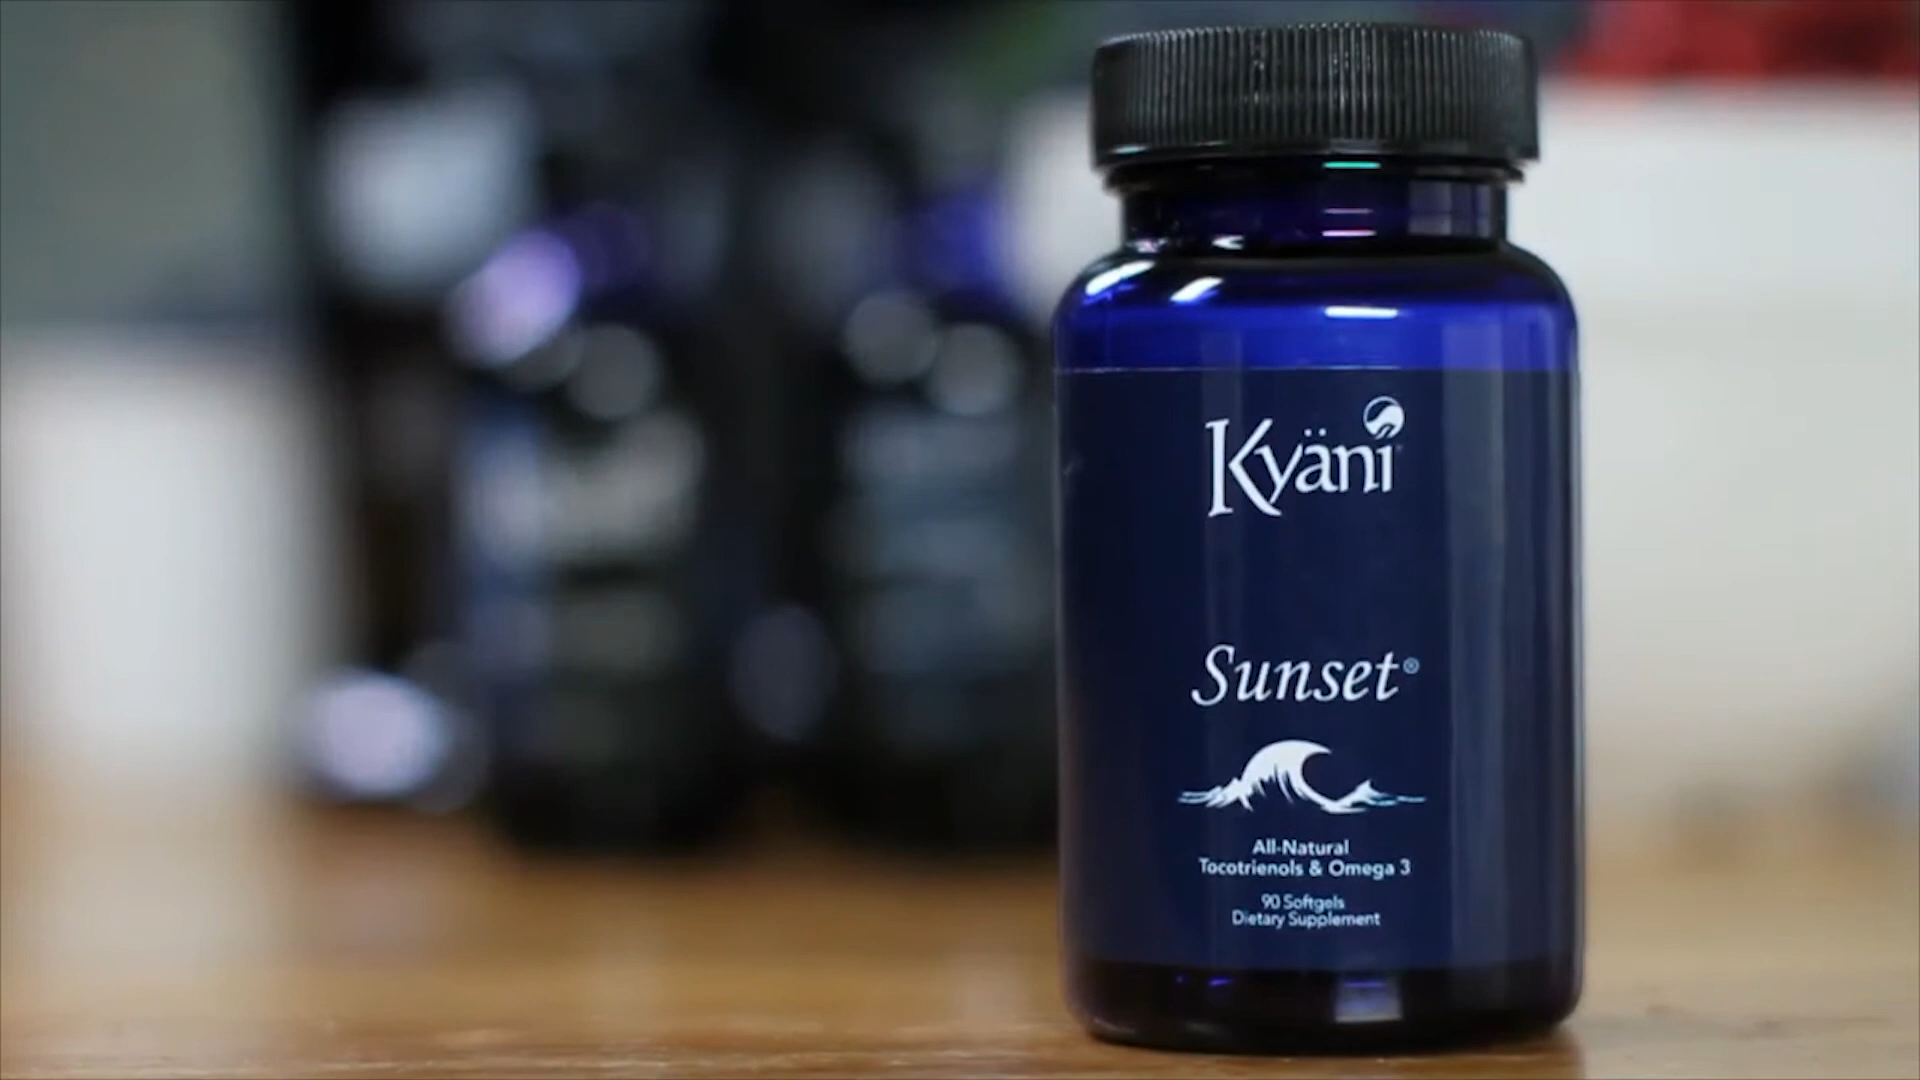 Kyäni
Sunset®
All-Natural
Tocotrienols & Omega 3
90 Softgels
Dietary Supplement